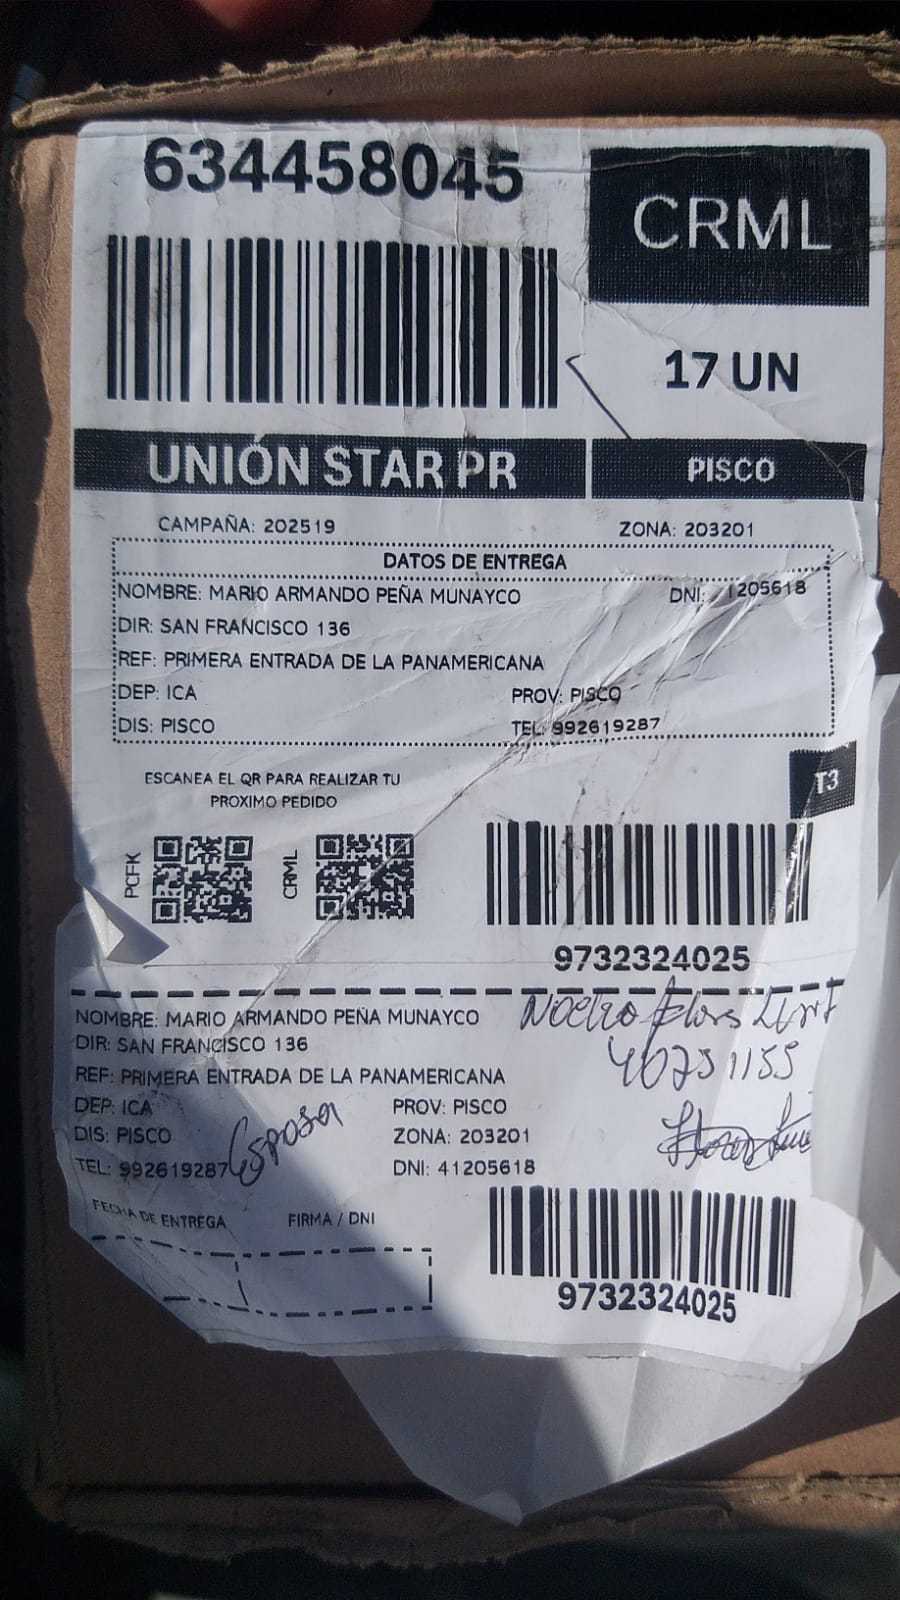 634458045
CRML
17 UN
UNIÓN STAR PR
PISCO
CAMPAÑA: 202519
ZONA: 203201
DATOS DE ENTREGA
NOMBRE: MARIO ARMANDO PEÑA MUNAYCO
DNI: 1205618
DIR: SAN FRANCISCO 136
REF: PRIMERA ENTRADA DE LA PANAMERICANA
DEP: ICA
PROV: PISCO
DIS: PISCO
TEL: 992619287
ESCANEA EL QR PARA REALIZAR TU
PROXIMO PEDIDO
T3
PCFK
CRML
9732324025
NOMBRE: MARIO ARMANDO PEÑA MUNAYCO
DIR: SAN FRANCISCO 136
REF: PRIMERA ENTRADA DE LA PANAMERICANA
DEP: ICA
PROV: PISCO
DIS: PISCO
ZONA: 203201
TEL: 992619287
DNI: 41205618
Esposa
FECHA DE ENTREGA
FIRMA / DNI
9732324025